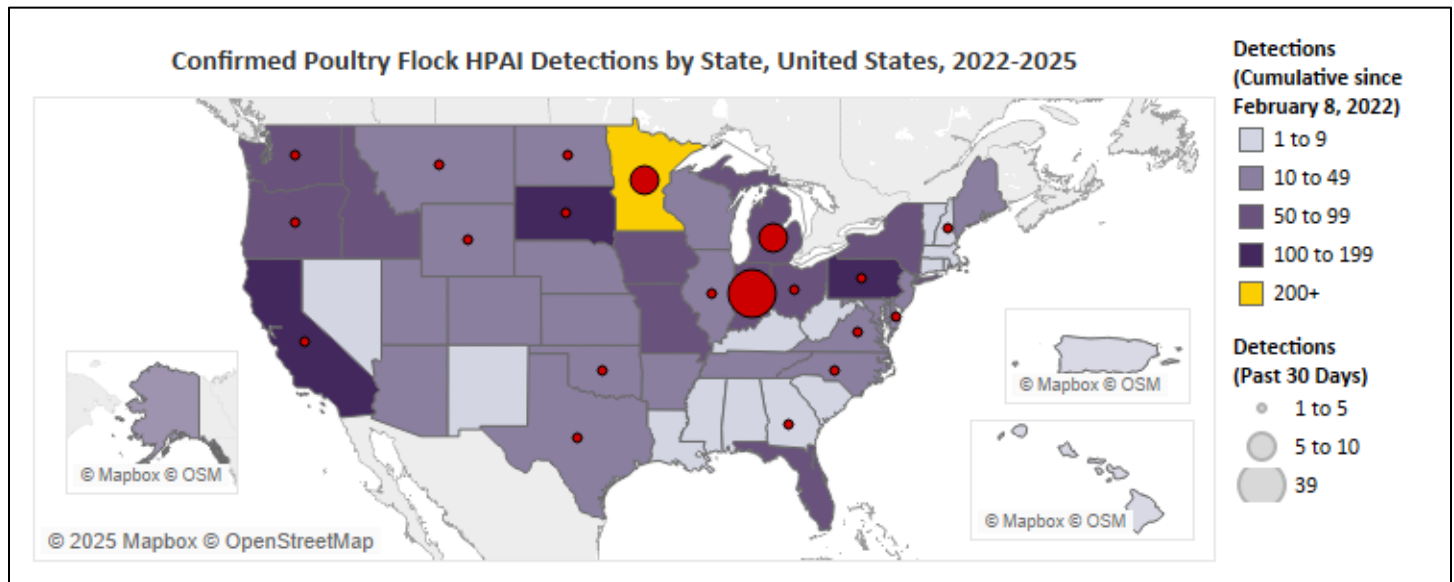 Confirmed Poultry Flock HPAI Detections by State, United States, 2022-2025
Detections
(Cumulative since
February 8, 2022)
1 to 9
10 to 49
50 to 99
100 to 199
200+
Detections
(Past 30 Days)
1 to 5
5 to 10
39
© Mapbox © OSM
© Mapbox © OSM
© Mapbox © OSM
© 2025 Mapbox © OpenStreetMap